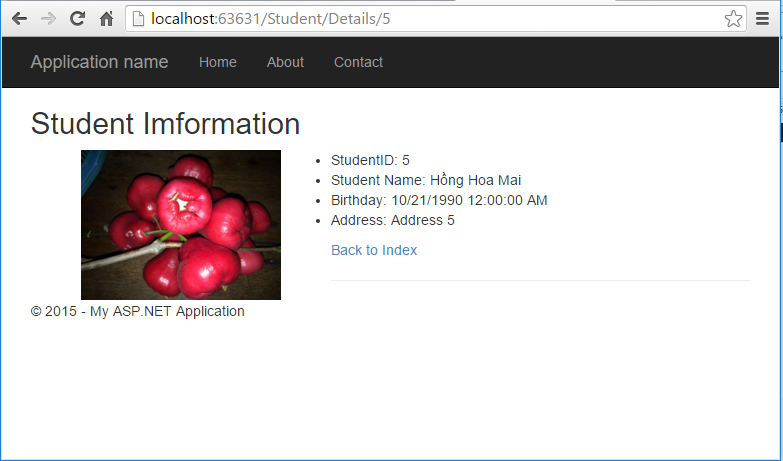 localhost:63631/Student/Details/5
Application name Home About Contact
Student Imformation
StudentID: 5
Student Name: Hồng Hoa Mai
Birthday: 10/21/1990 12:00:00 AM
Address: Address 5
Back to Index
© 2015 - My ASP.NET Application